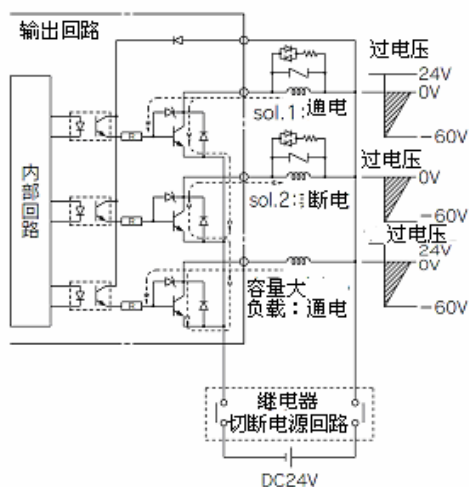 输出回路
内部回路
R
R
R
sol.1:通电
sol.2:断电
容量大
负载:通电
过电压
24V
0V
-60V
过电压
0V
-60V
过电压
24V
0V
-60V
继电器
切断电源回路
DC24V